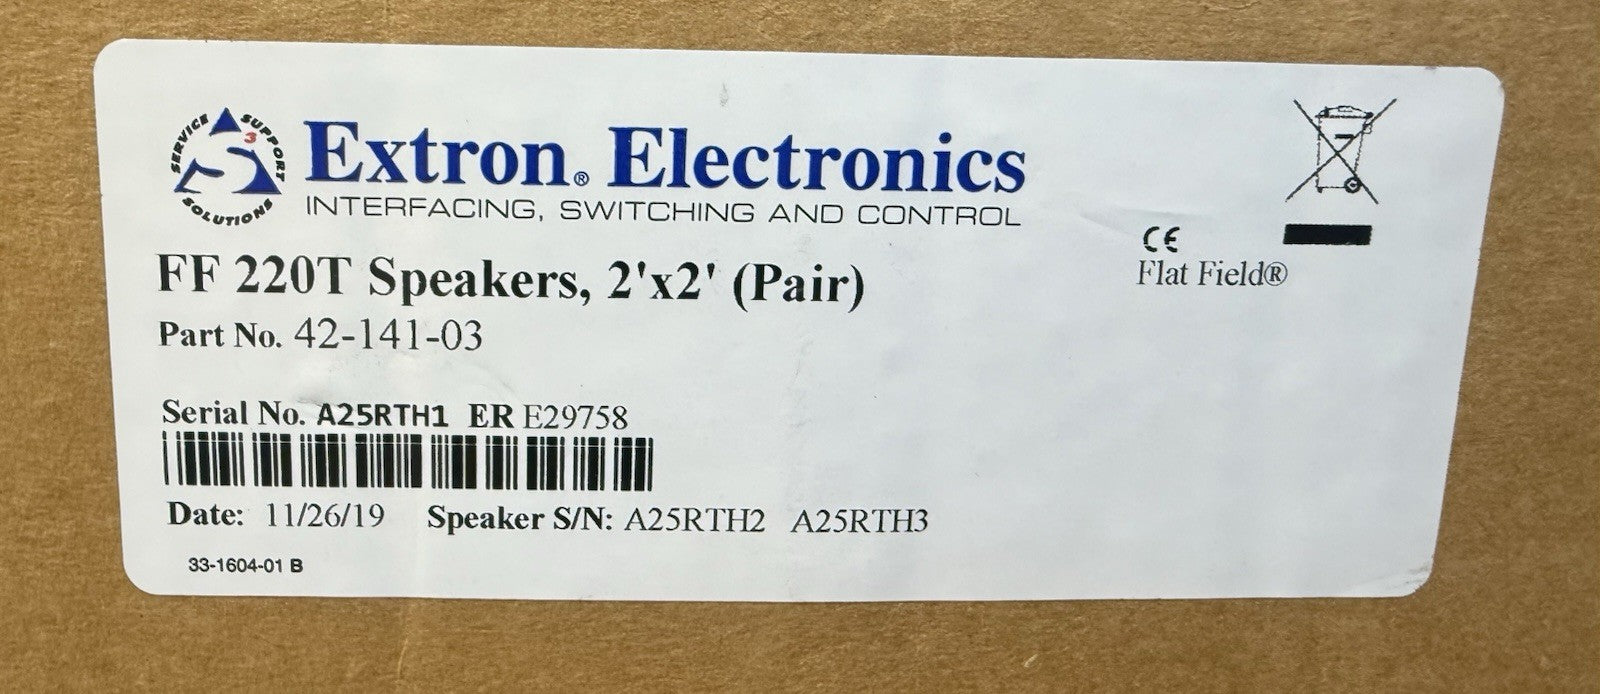 SERVICE SUPPORT SOLUTIONS
S3
Extron® Electronics
INTERFACING, SWITCHING AND CONTROL
FF 220T Speakers, 2'x2' (Pair)
Part No. 42-141-03
CE
Flat Field®
Serial No. A25RTH1 ER E29758
Date: 11/26/19 Speaker S/N: A25RTH2 A25RTH3
33-1604-01 B